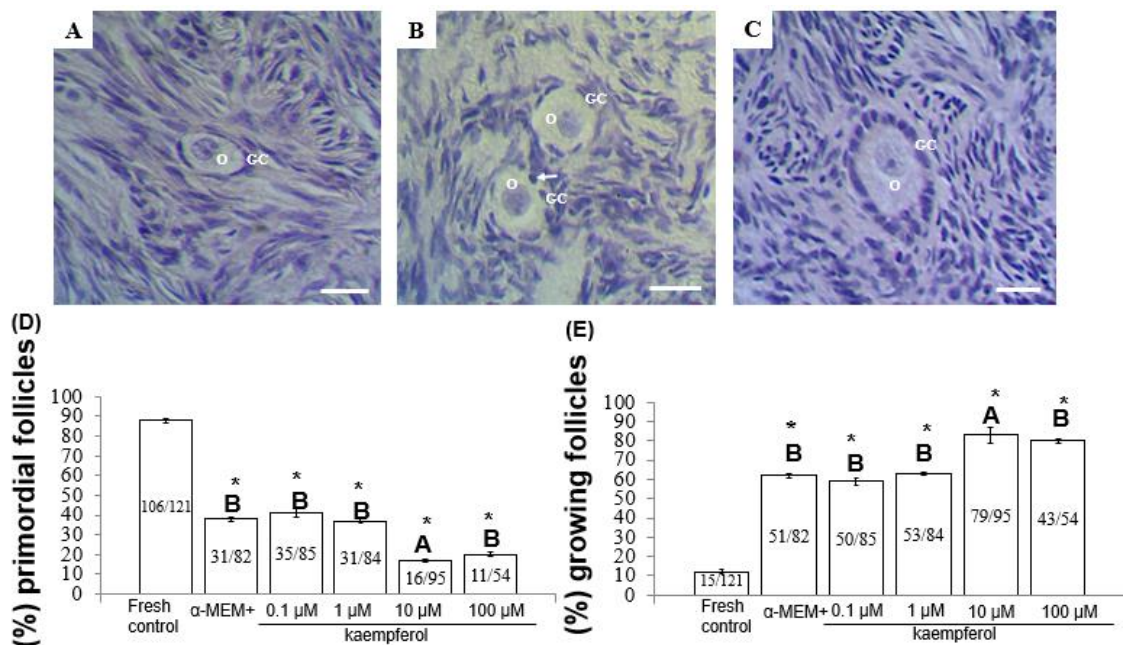 A
B
C
O
GC
GC
O
O
GC
GC
O
(D)
(%) primordial follicles
100
90
80
70
60
50
40
30
20
10
0
106/121
*
B
31/82
*
B
35/85
*
B
31/84
*
A
16/95
*
B
11/54
Fresh control
α-MEM+
0.1 µM
1 µM
10 µM
100 µM
kaempferol
(E)
(%) growing follicles
100
90
80
70
60
50
40
30
20
10
0
15/121
*
B
51/82
*
B
50/85
*
B
53/84
*
A
79/95
*
B
43/54
Fresh control
α-MEM+
0.1 µM
1 µM
10 µM
100 µM
kaempferol